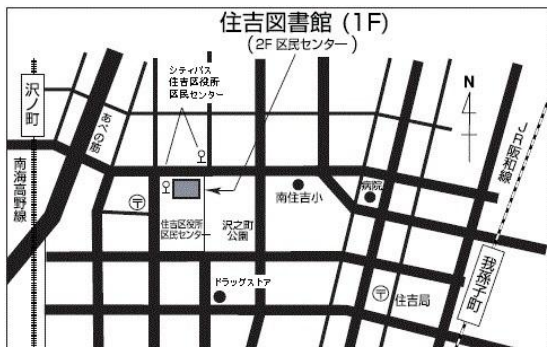 住吉図書館 (1F)
(2F 区民センター)
シティバス
住吉区役所
区民センター
沢ノ町
あべの筋
N
JR阪和線
南海高野線
南住吉小
病院
住吉区役所
区民センター
沢之町
公園
我孫子町
ドラッグストア
住吉局